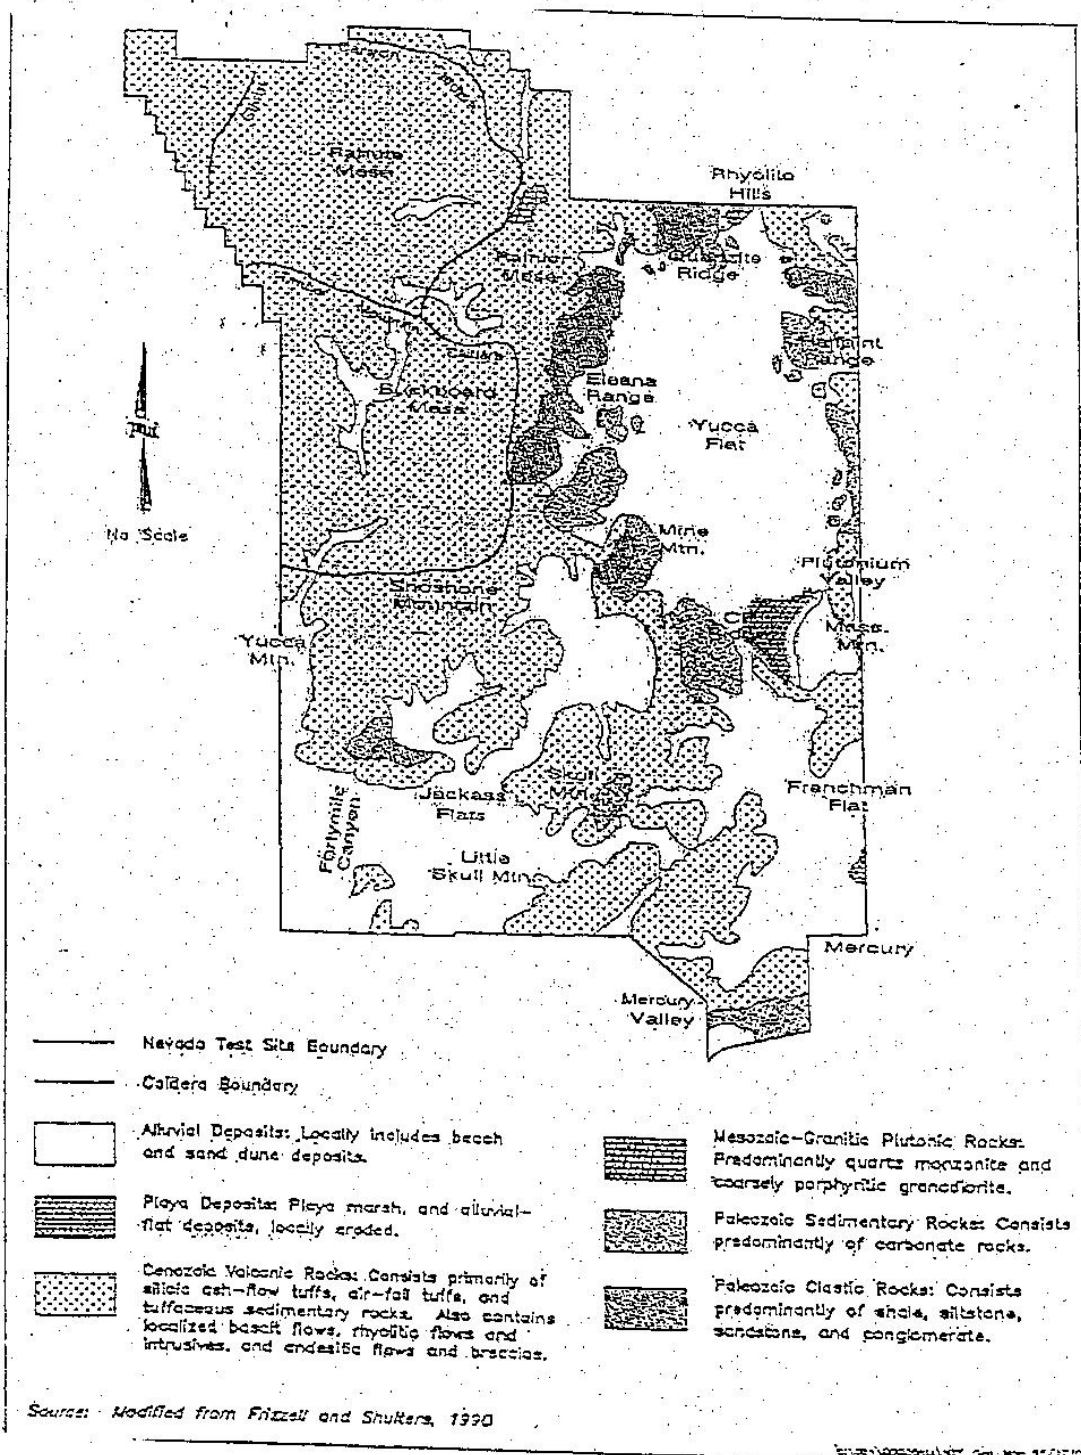 Rhyolite
Hills
Mesa
Rainier
Mesa
Quartzite
Ridge
Range
Caldera
Mesa
Eleana
Range
Yucca
Flat
No Scale
Mine
Mtn.
Plutonium
Valley
Shoshone
Mountain
Mass.
Mtn.
Yucca
Mtn.
Skull
Mtn.
Frenchman
Flat
Jackass
Flats
Fortymile
Canyon
Little
Skull Mtn.
Mercury
Mercury
Valley
Nevada Test Site Boundary
Caldera Boundary
Alluvial Deposits: Locally includes beach
and sand dune deposits.
Playa Deposits: Playa marsh, and alluvial-
flat deposits, locally eroded.
Cenozoic Volcanic Rocks: Consists primarily of
silicic ash-flow tuffs, air-fall tuffs, and
tuffaceous sedimentary rocks. Also contains
localized basalt flows, rhyolitic flows and
intrusives, and andesitic flows and breccias.
Mesozoic-Granitic Plutonic Rocks:
Predominantly quartz monzonite and
coarsely porphyritic granodiorite.
Paleozoic Sedimentary Rocks: Consists
predominantly of carbonate rocks.
Paleozoic Clastic Rocks: Consists
predominantly of shale, siltstone,
sandstone, and conglomerate.
Source: Modified from Frizzell and Shulters, 1990